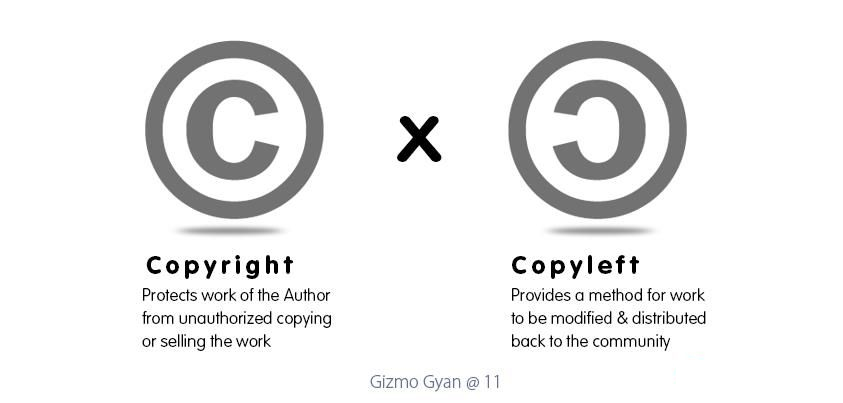 C
x
Ɔ
Copyright
Protects work of the Author
from unauthorized copying
or selling the work
Copyleft
Provides a method for work
to be modified & distributed
back to the community
Gizmo Gyan @ 11